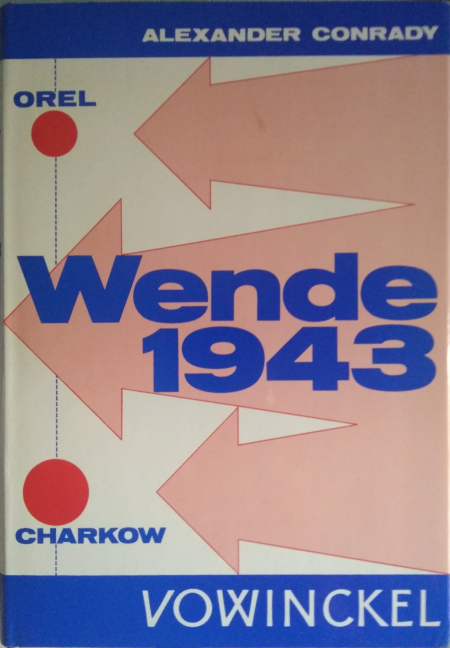 ALEXANDER CONRADY
OREL
Wende
1943
CHARKOW
VOWINCKEL